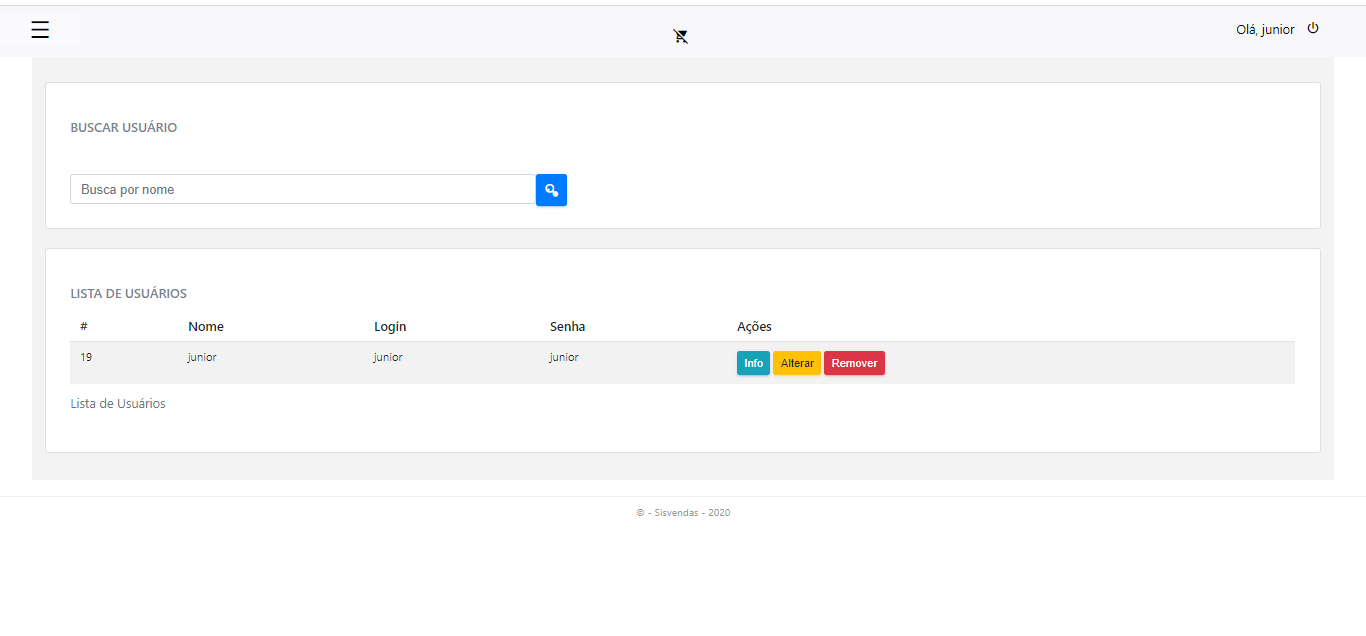 Olá, junior
BUSCAR USUÁRIO
Busca por nome
LISTA DE USUÁRIOS
# Nome Login Senha Ações
19 junior junior junior Info Alterar Remover
Lista de Usuários
© - Sisvendas - 2020